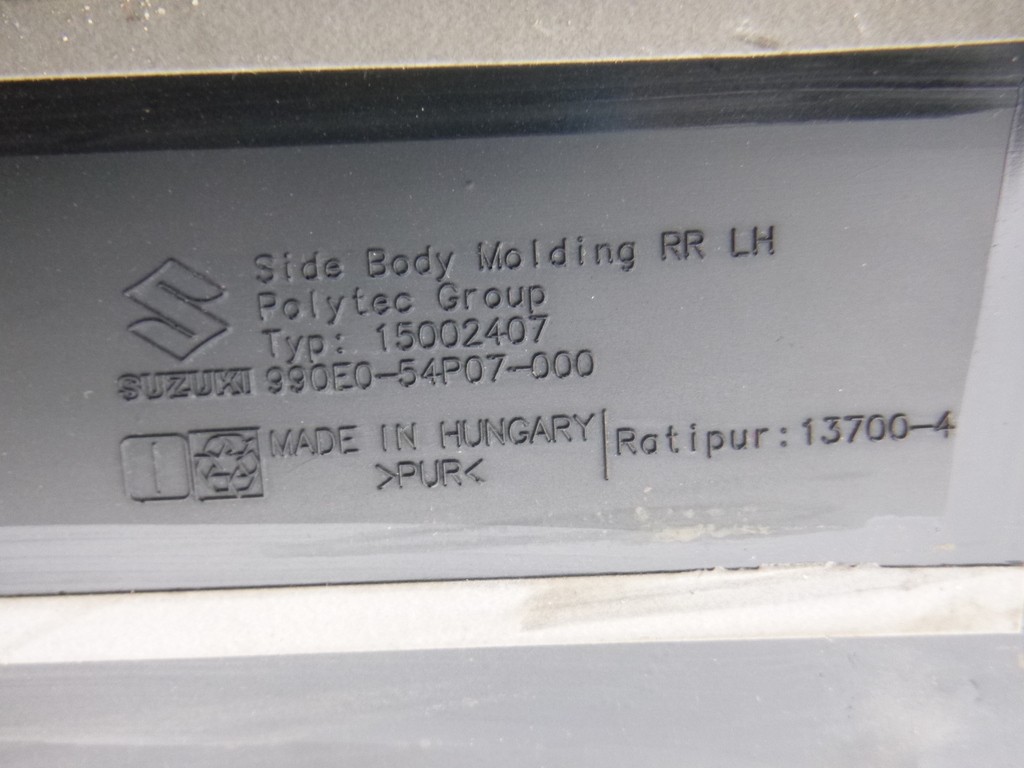 Side Body Molding RR LH
Polytec Group
Typ: 15002407
SUZUKI 990E0-54P07-000
MADE IN HUNGARY
>PUR<
Ratipur: 13700-4